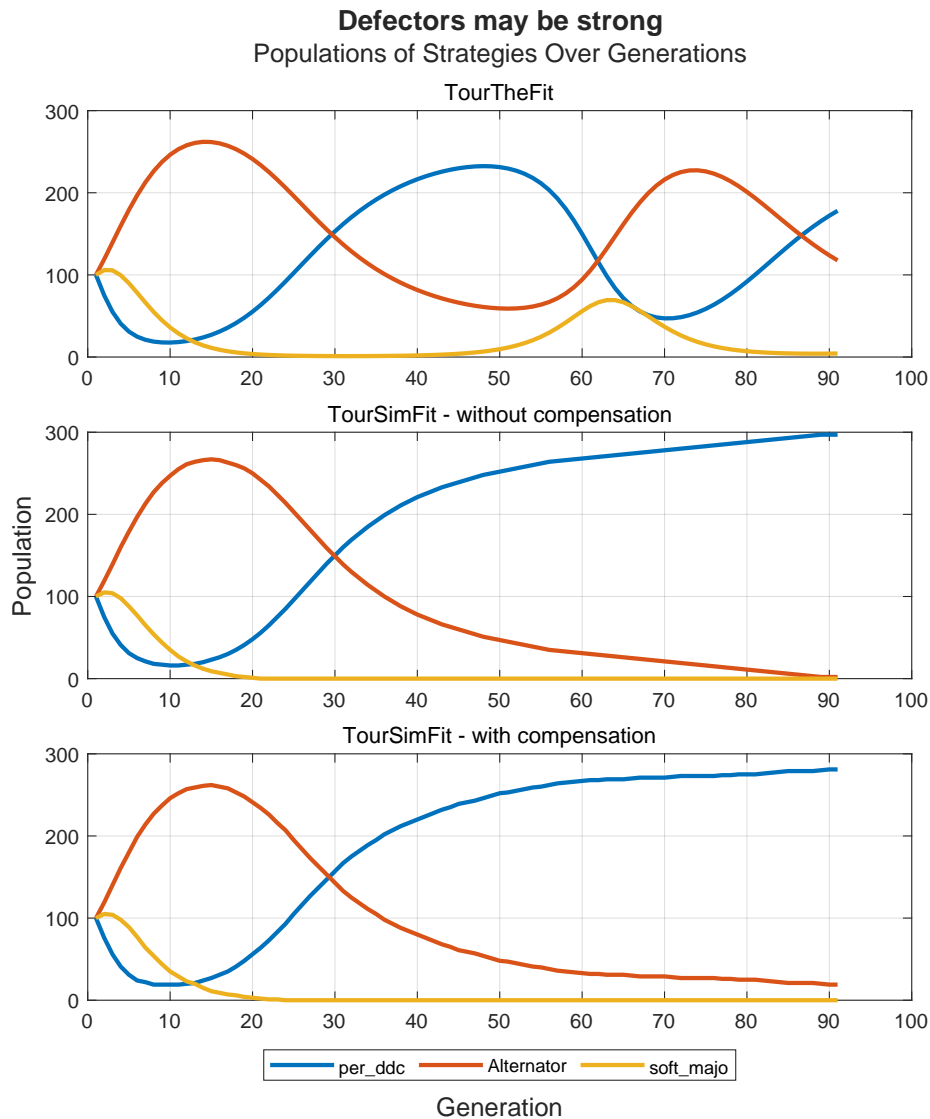 Defectors may be strong
Populations of Strategies Over Generations
TourTheFit
300
200
100
0
0 10 20 30 40 50 60 70 80 90 100
TourSimFit - without compensation
300
200
100
0
0 10 20 30 40 50 60 70 80 90 100
Population
TourSimFit - with compensation
300
200
100
0
0 10 20 30 40 50 60 70 80 90 100
per_ddc Alternator soft_majo
Generation